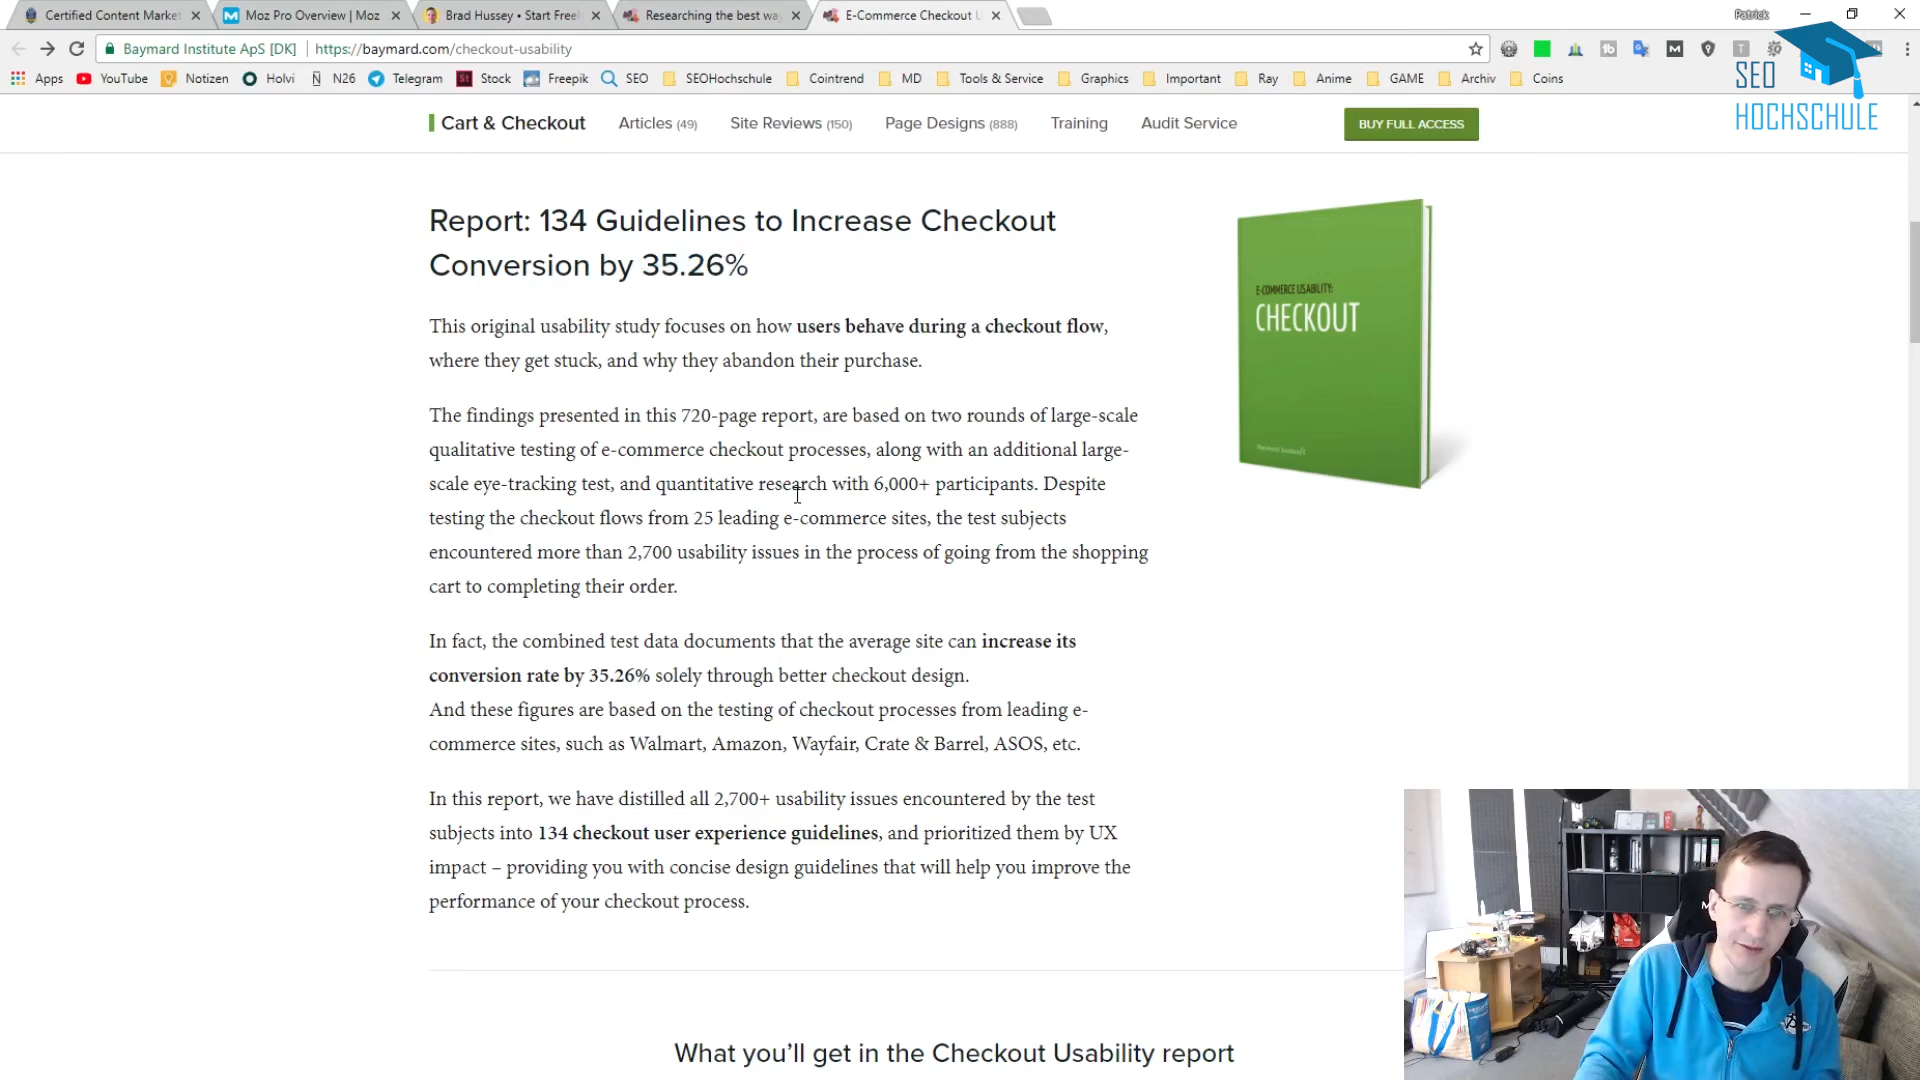 Certified Content Market
Moz Pro Overview | Moz
Brad Hussey • Start Free
Researching the best wa
E-Commerce Checkout U
Patrick
Baymard Institute ApS [DK]
https://baymard.com/checkout-usability
Apps
YouTube
Notizen
Holvi
N26
Telegram
Stock
Freepik
SEO
SEOHochschule
Cointrend
MD
Tools & Service
Graphics
Important
Ray
Anime
GAME
Archiv
Coins
SEO
HOCHSCHULE
Cart & Checkout
Articles (49)
Site Reviews (150)
Page Designs (888)
Training
Audit Service
BUY FULL ACCESS
Report: 134 Guidelines to Increase Checkout
Conversion by 35.26%
This original usability study focuses on how users behave during a checkout flow,
where they get stuck, and why they abandon their purchase.
The findings presented in this 720-page report, are based on two rounds of large-scale
qualitative testing of e-commerce checkout processes, along with an additional large-
scale eye-tracking test, and quantitative research with 6,000+ participants. Despite
testing the checkout flows from 25 leading e-commerce sites, the test subjects
encountered more than 2,700 usability issues in the process of going from the shopping
cart to completing their order.
In fact, the combined test data documents that the average site can increase its
conversion rate by 35.26% solely through better checkout design.
And these figures are based on the testing of checkout processes from leading e-
commerce sites, such as Walmart, Amazon, Wayfair, Crate & Barrel, ASOS, etc.
In this report, we have distilled all 2,700+ usability issues encountered by the test
subjects into 134 checkout user experience guidelines, and prioritized them by UX
impact – providing you with concise design guidelines that will help you improve the
performance of your checkout process.
E-COMMERCE USABILITY:
CHECKOUT
What you'll get in the Checkout Usability report